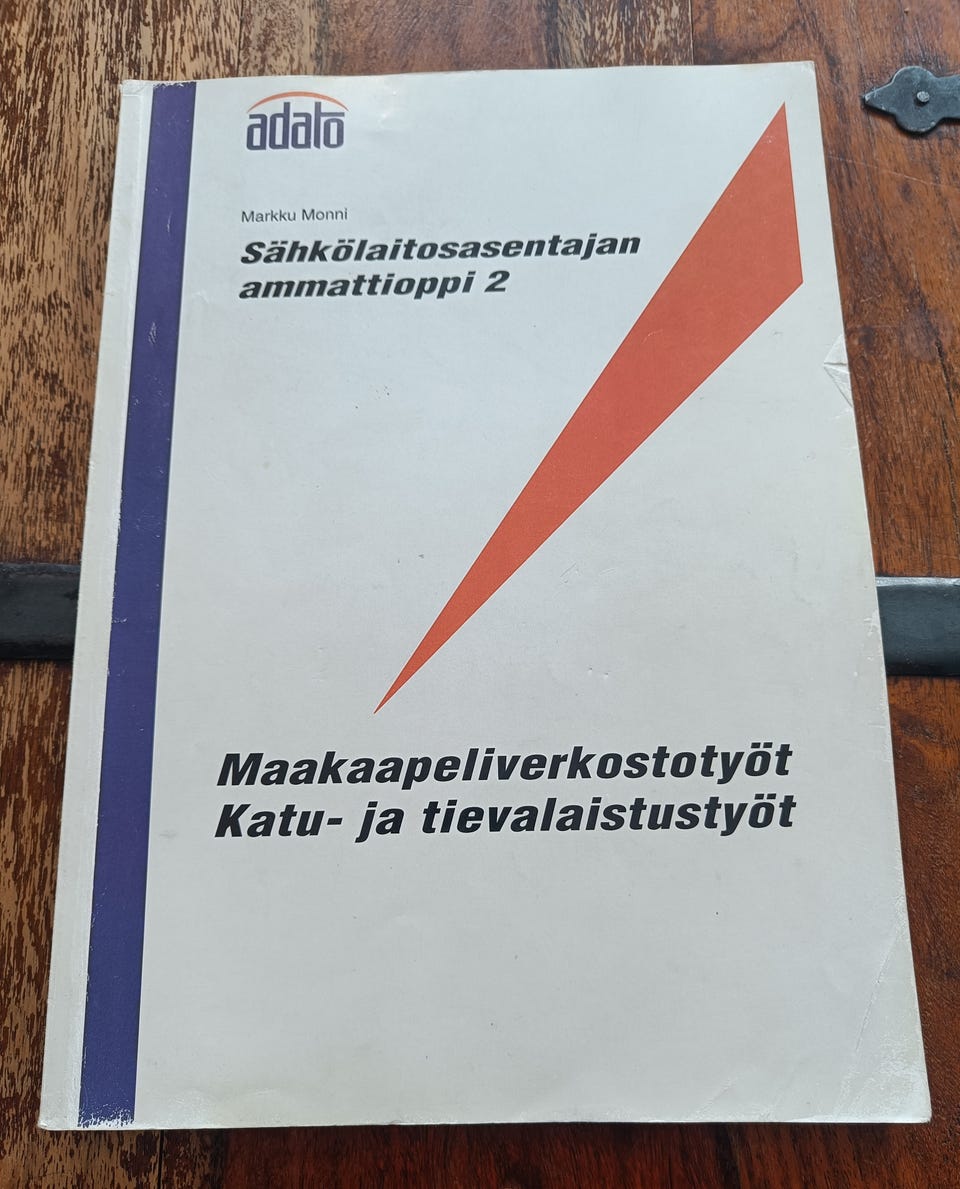 adato
Markku Monni
Sähkölaitosasentajan
ammattioppi 2
Maakaapeliverkostotyöt
Katu- ja tievalaistustyöt